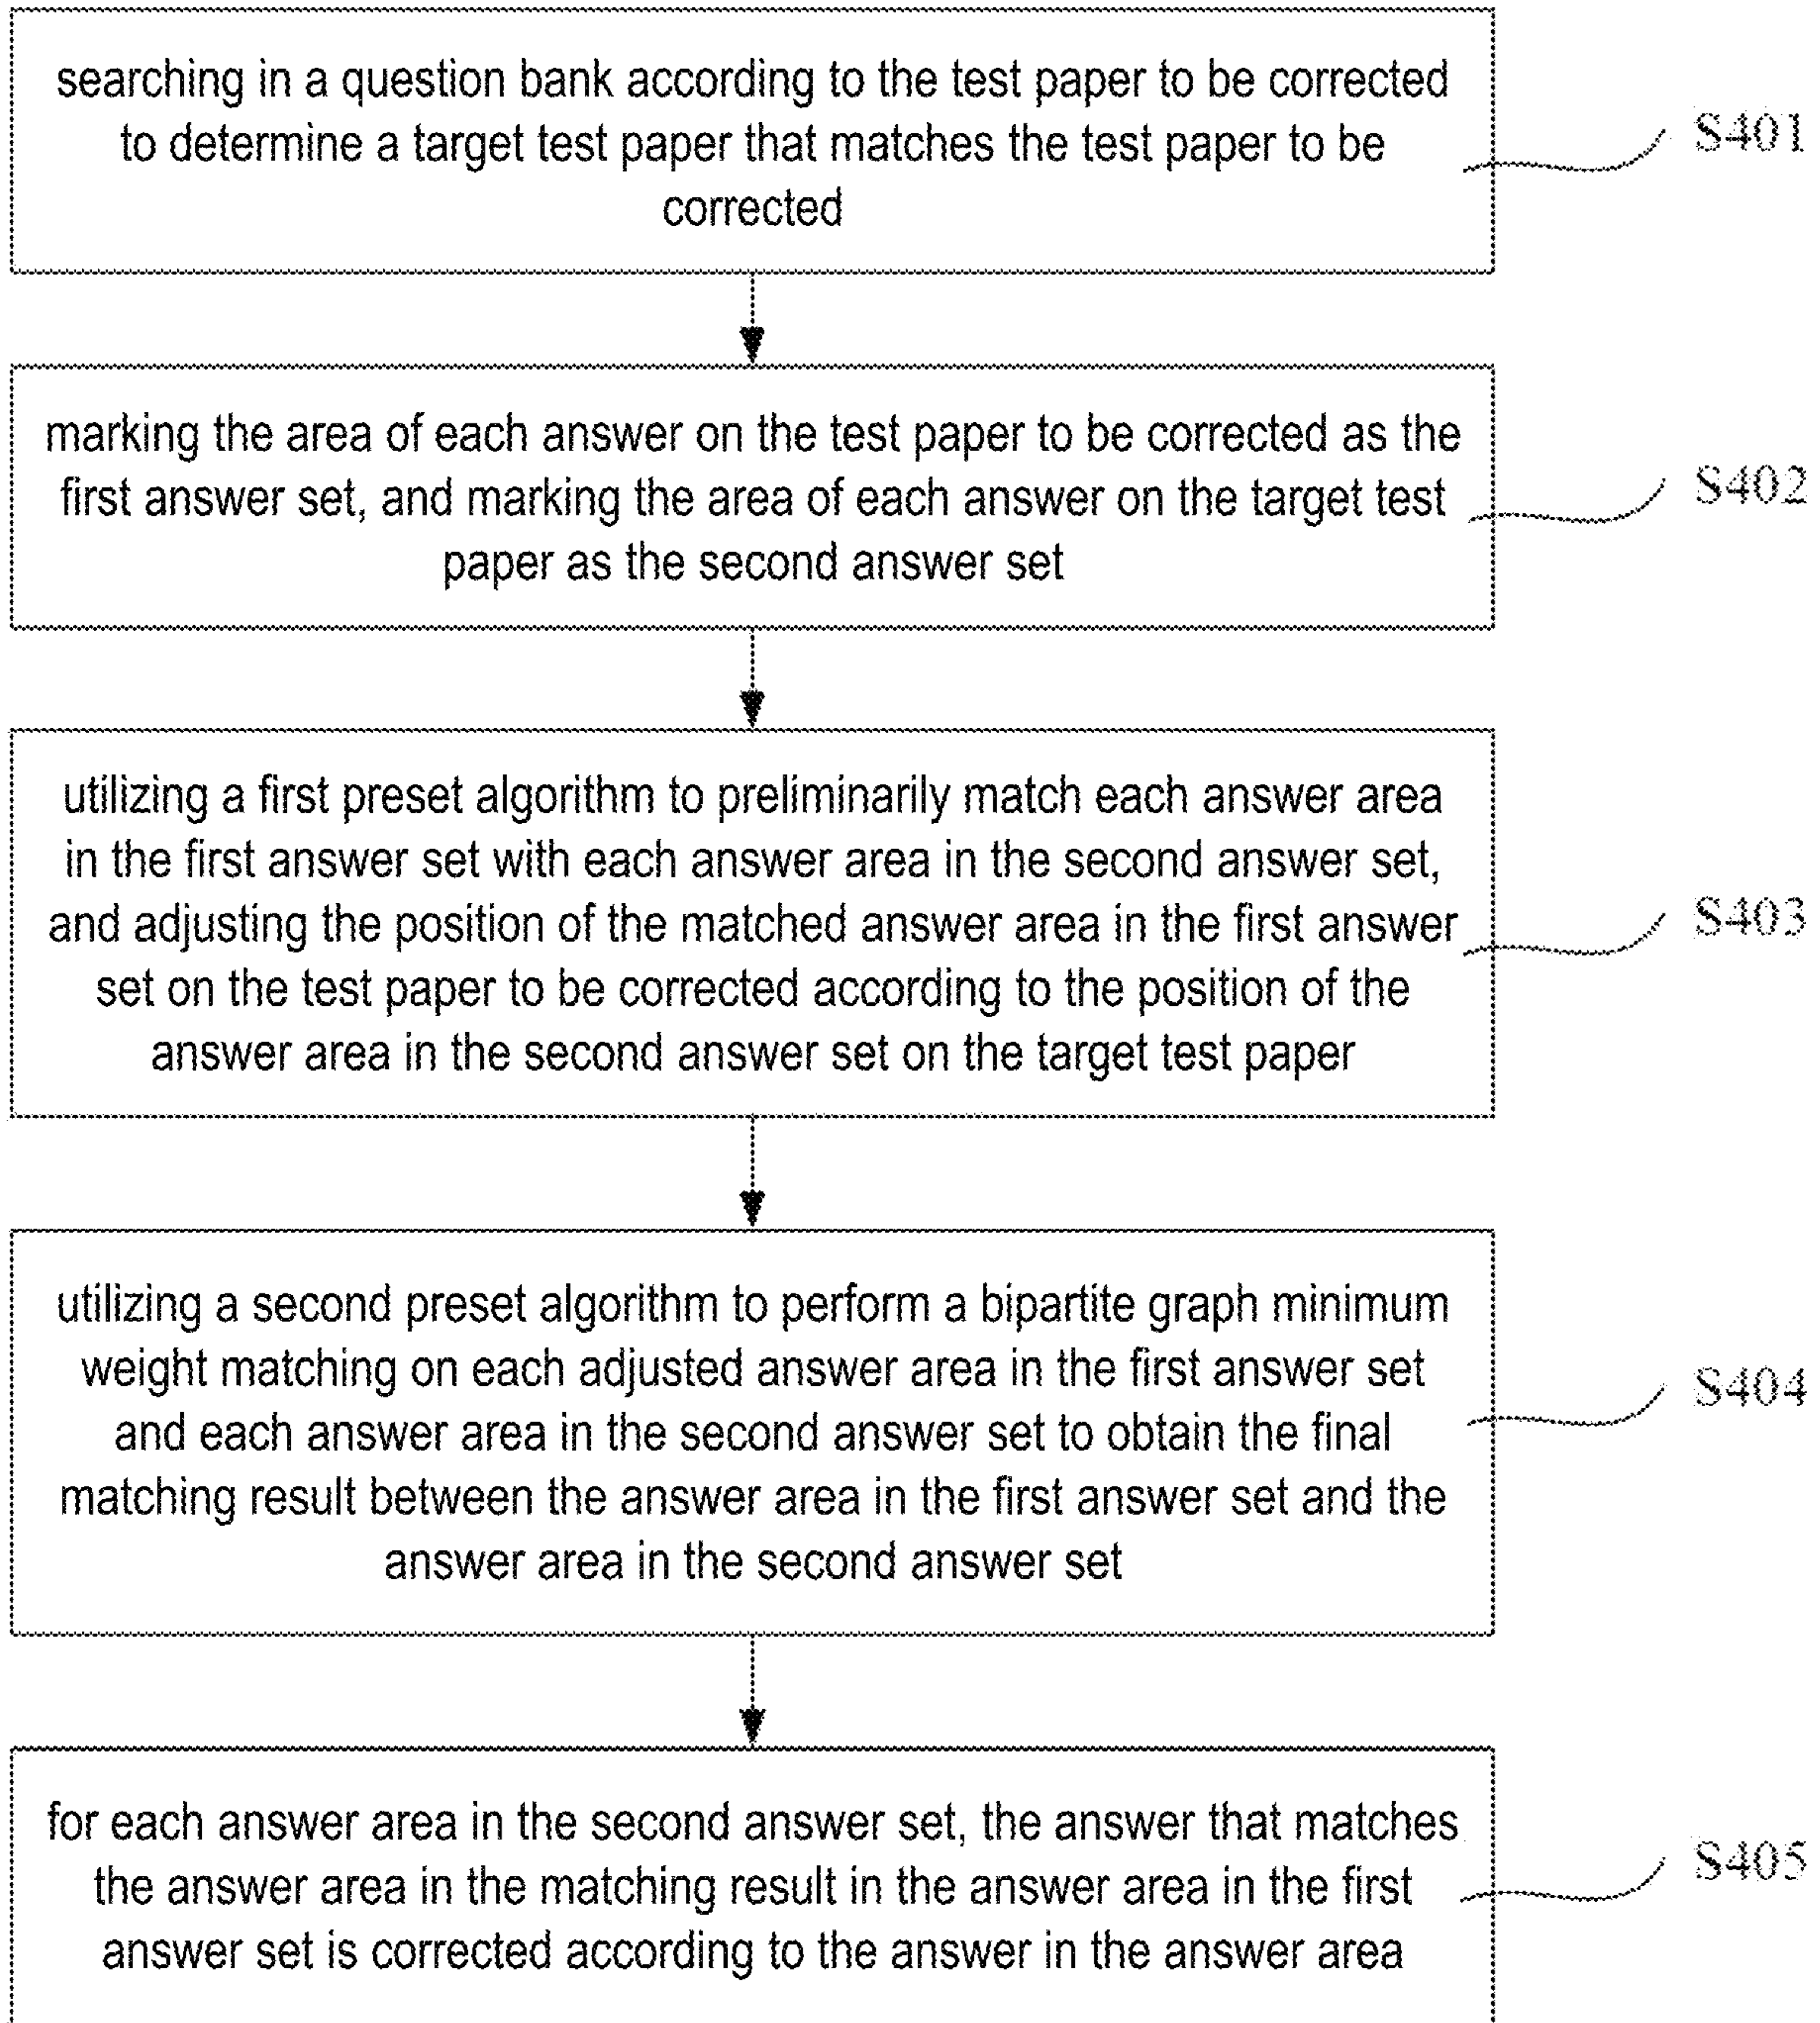 searching in a question bank according to the test paper to be corrected
to determine a target test paper that matches the test paper to be
corrected
S401
marking the area of each answer on the test paper to be corrected as the
first answer set, and marking the area of each answer on the target test
paper as the second answer set
S402
utilizing a first preset algorithm to preliminarily match each answer area
in the first answer set with each answer area in the second answer set,
and adjusting the position of the matched answer area in the first answer
set on the test paper to be corrected according to the position of the
answer area in the second answer set on the target test paper
S403
utilizing a second preset algorithm to perform a bipartite graph minimum
weight matching on each adjusted answer area in the first answer set
and each answer area in the second answer set to obtain the final
matching result between the answer area in the first answer set and the
answer area in the second answer set
S404
for each answer area in the second answer set, the answer that matches
the answer area in the matching result in the answer area in the first
answer set is corrected according to the answer in the answer area
S405